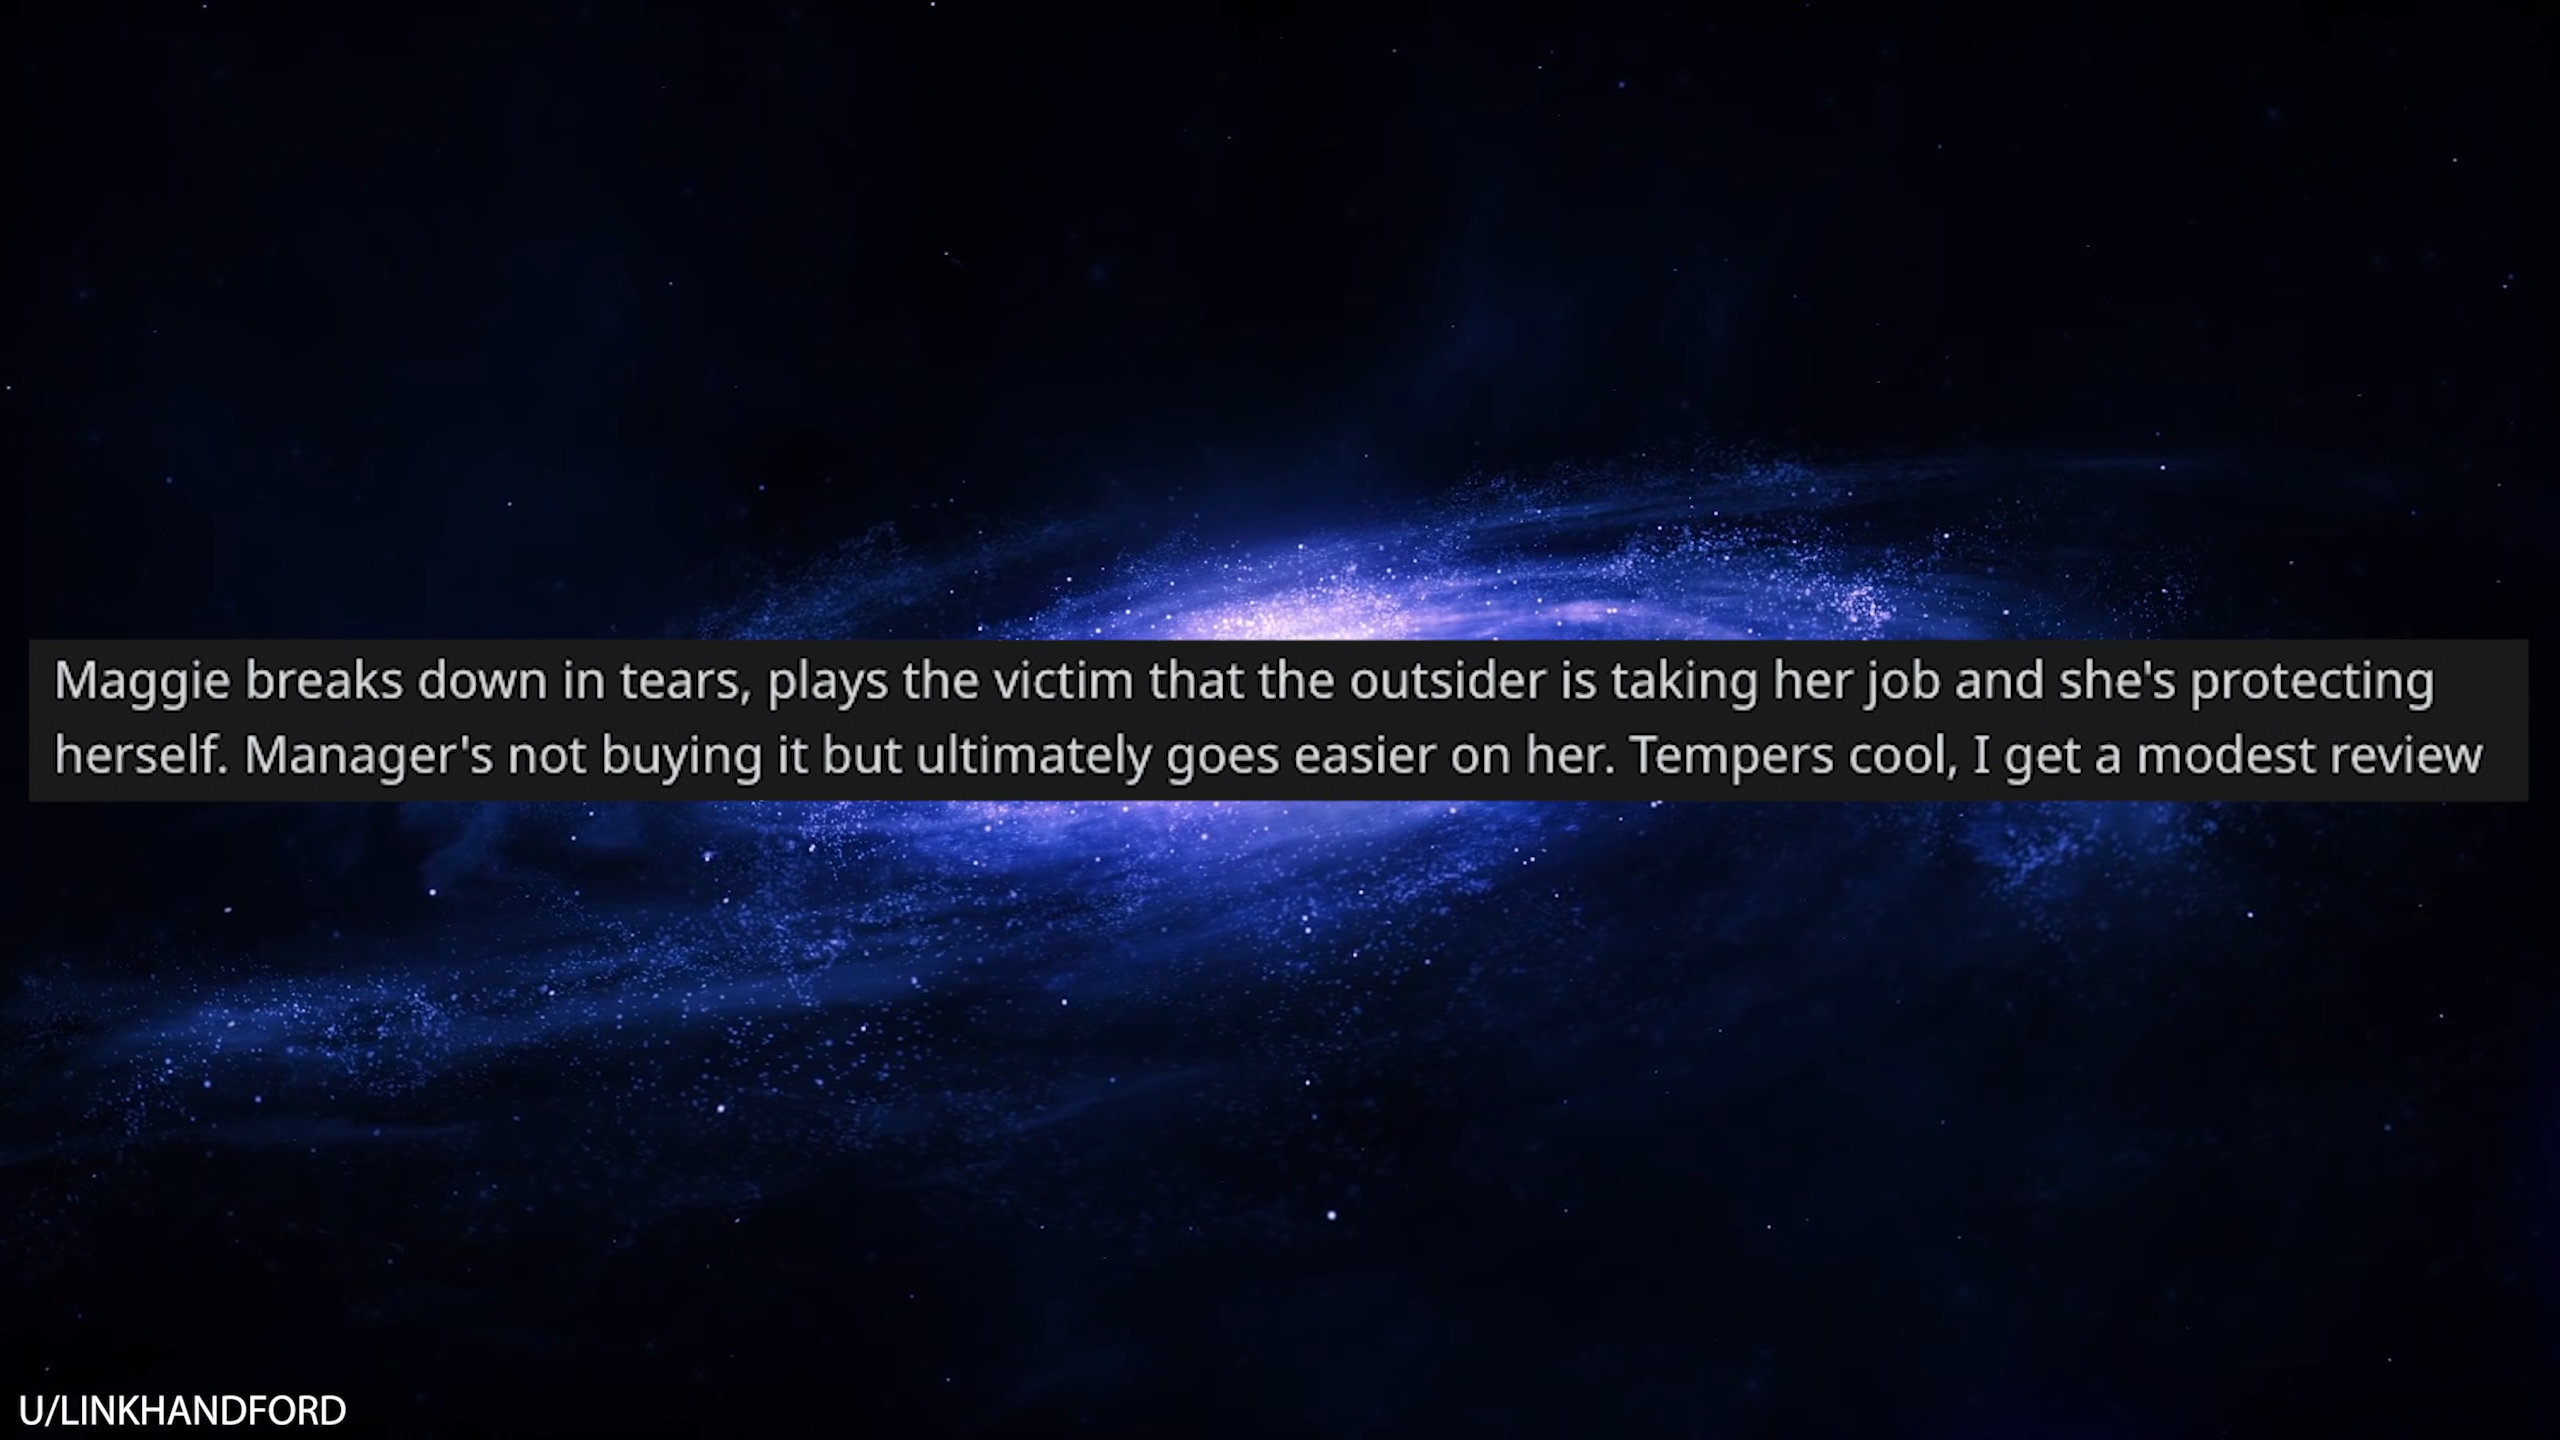 Maggie breaks down in tears, plays the victim that the outsider is taking her job and she's protecting
herself. Manager's not buying it but ultimately goes easier on her. Tempers cool, I get a modest review
U/LINKHANDFORD